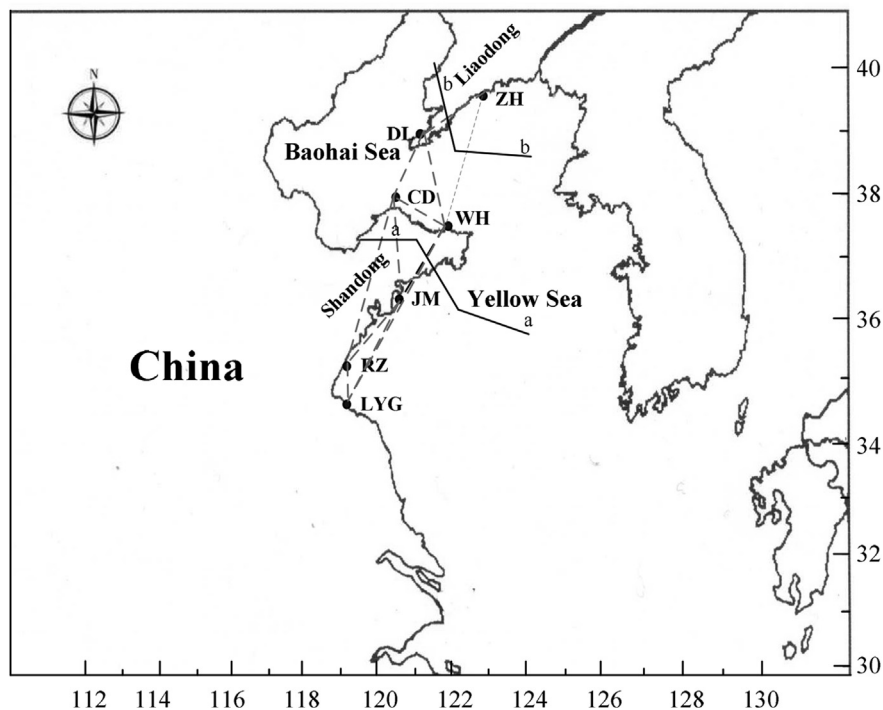 N
Liaodong
40
b
ZH
DL
b
Baohai Sea
38
CD
WH
a
Shandong
Yellow Sea
JM
a
36
China
RZ
LYG
34
32
30
112 114 116 118 120 122 124 126 128 130